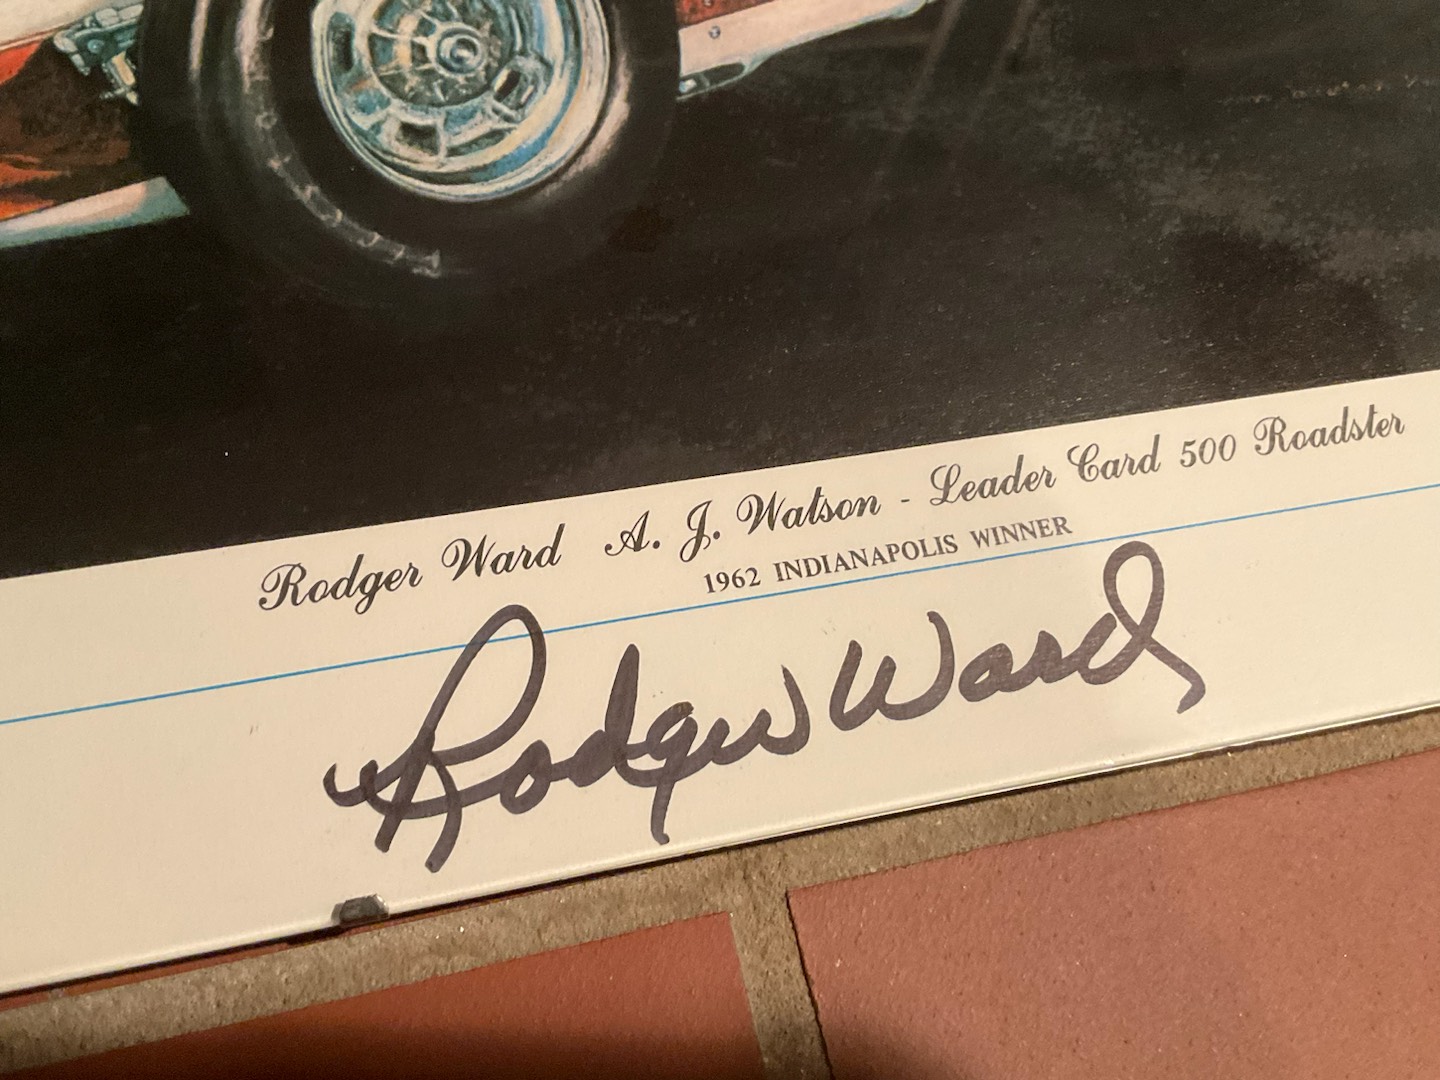 Rodger Ward A. J. Watson - Leader Card 500 Roadster
1962 INDIANAPOLIS WINNER
Rodger Ward